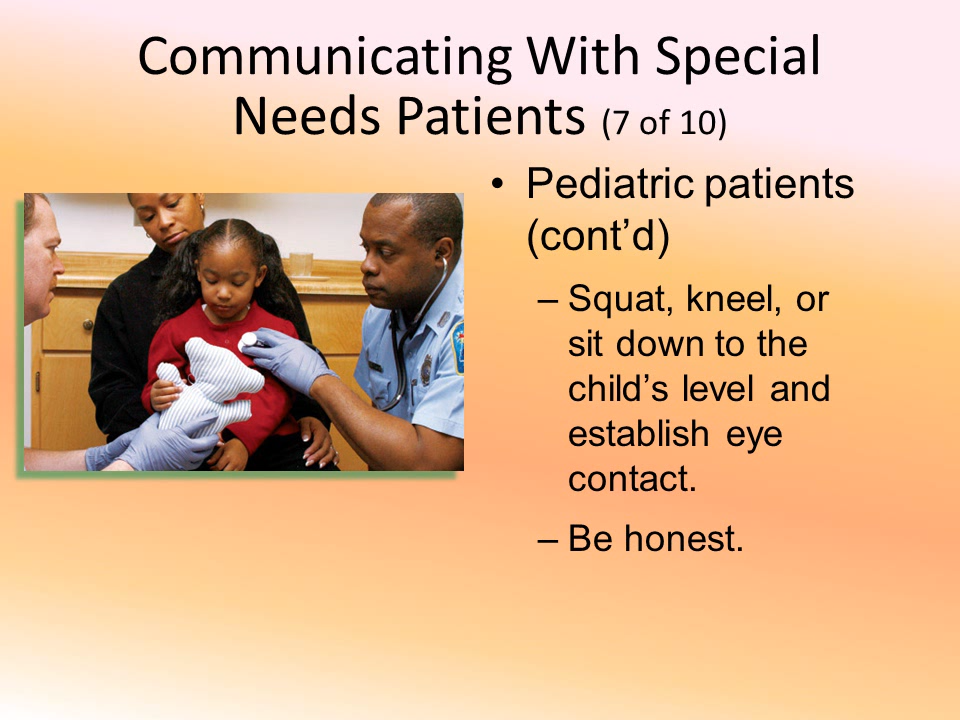 Communicating With Special
Needs Patients (7 of 10)
• Pediatric patients
(cont’d)
– Squat, kneel, or
sit down to the
child’s level and
establish eye
contact.
– Be honest.